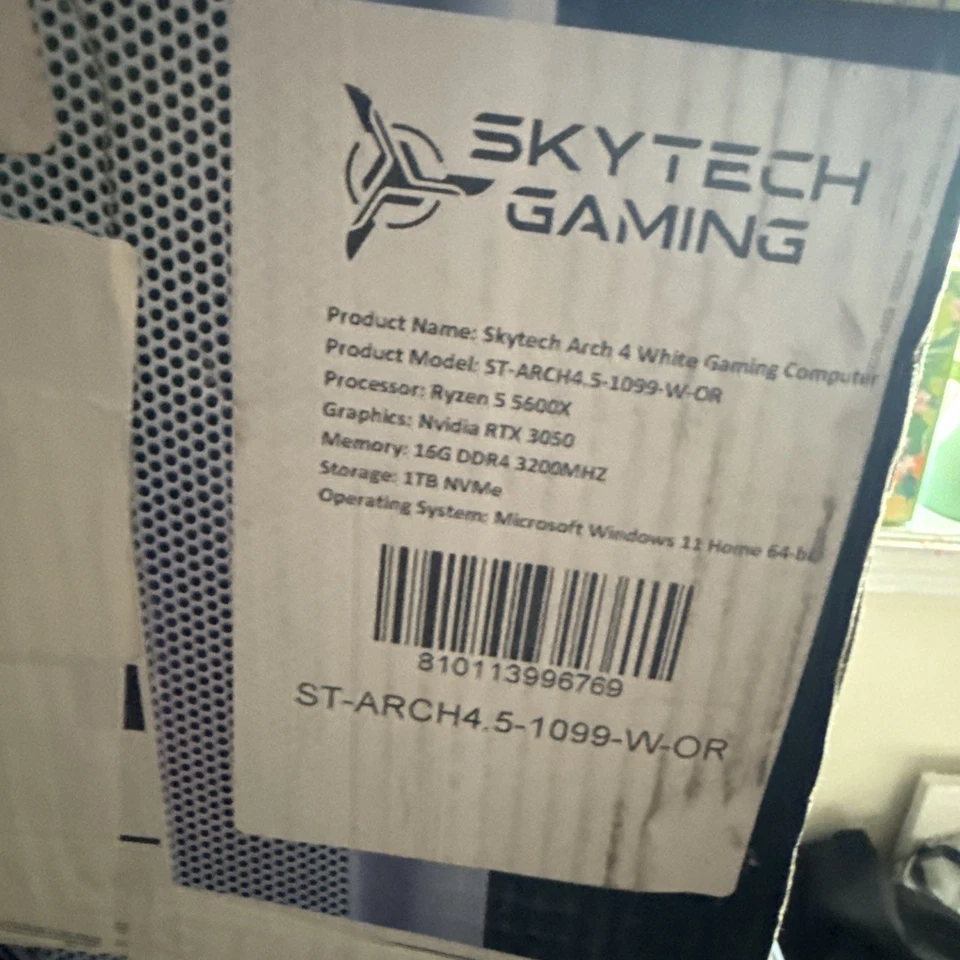 SKYTECH
GAMING
Product Name: Skytech Arch 4 White Gaming Computer
Product Model: ST-ARCH4.5-1099-W-OR
Processor: Ryzen 5 5600X
Graphics: Nvidia RTX 3050
Memory: 16G DDR4 3200MHZ
Storage: 1TB NVMe
Operating System: Microsoft Windows 11 Home 64-bit
810113996769
ST-ARCH4.5-1099-W-OR